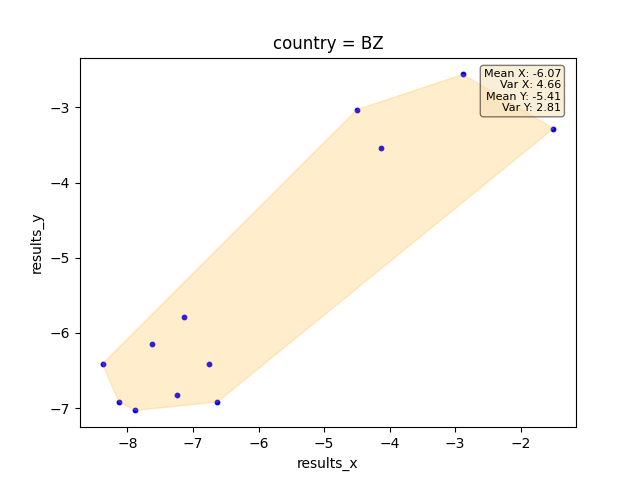 country = BZ
Mean X: -6.07
Var X: 4.66
Mean Y: -5.41
Var Y: 2.81
results_y
−3
−4
−5
−6
−7
−8
−7
−6
−5
−4
−3
−2
results_x